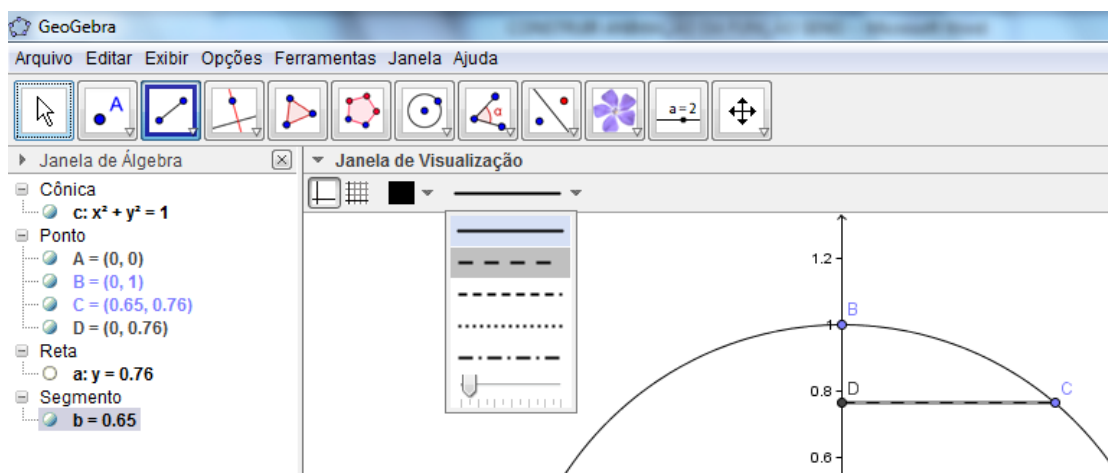 GeoGebra
Arquivo Editar Exibir Opções Ferramentas Janela Ajuda
A
α
a = 2
Janela de Álgebra
Janela de Visualização
Cônica
c: x² + y² = 1
Ponto
A = (0, 0)
B = (0, 1)
C = (0.65, 0.76)
D = (0, 0.76)
Reta
a: y = 0.76
Segmento
b = 0.65
1.2
B
1
0.8
D
C
0.6